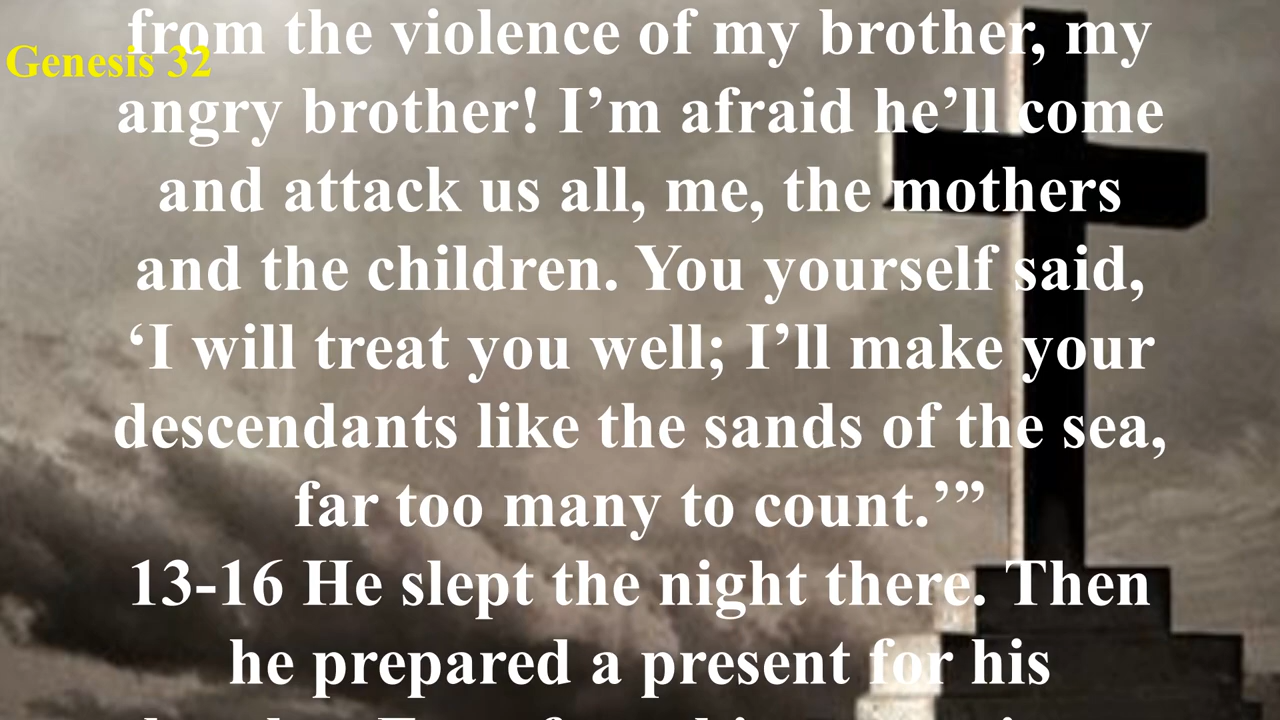 from the violence of my brother, my
Genesis 32
angry brother! I’m afraid he’ll come
and attack us all, me, the mothers
and the children. You yourself said,
‘I will treat you well; I’ll make your
descendants like the sands of the sea,
far too many to count.’”
13-16 He slept the night there. Then
he prepared a present for his